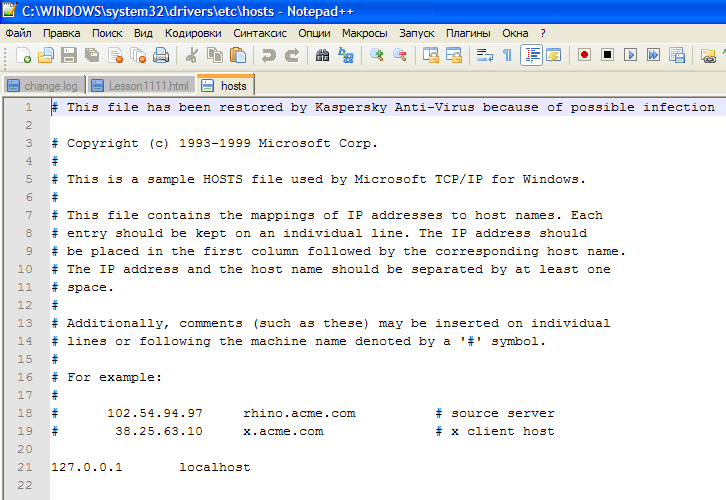 C:\WINDOWS\system32\drivers\etc\hosts - Notepad++
Файл Правка Поиск Вид Кодировки Синтаксис Опции Макросы Запуск Плагины Окна ?
change.log Lesson1111.html hosts
1 # This file has been restored by Kaspersky Anti-Virus because of possible infection
2
3 # Copyright (c) 1993-1999 Microsoft Corp.
4 #
5 # This is a sample HOSTS file used by Microsoft TCP/IP for Windows.
6 #
7 # This file contains the mappings of IP addresses to host names. Each
8 # entry should be kept on an individual line. The IP address should
9 # be placed in the first column followed by the corresponding host name.
10 # The IP address and the host name should be separated by at least one
11 # space.
12 #
13 # Additionally, comments (such as these) may be inserted on individual
14 # lines or following the machine name denoted by a '#' symbol.
15 #
16 # For example:
17 #
18 #      102.54.94.97     rhino.acme.com          # source server
19 #       38.25.63.10     x.acme.com              # x client host
20
21 127.0.0.1       localhost
22